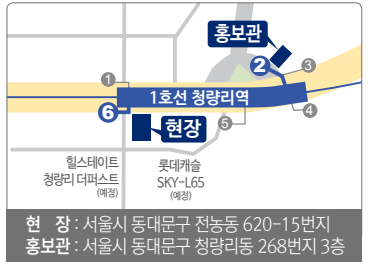 홍보관
2
3
1
1호선 청량리역
6
현장
5
4
힐스테이트
청량리 더퍼스트
(예정)
롯데캐슬
SKY-L65
(예정)
현 장 : 서울시 동대문구 전농동 620-15번지
홍보관 : 서울시 동대문구 청량리동 268번지 3층